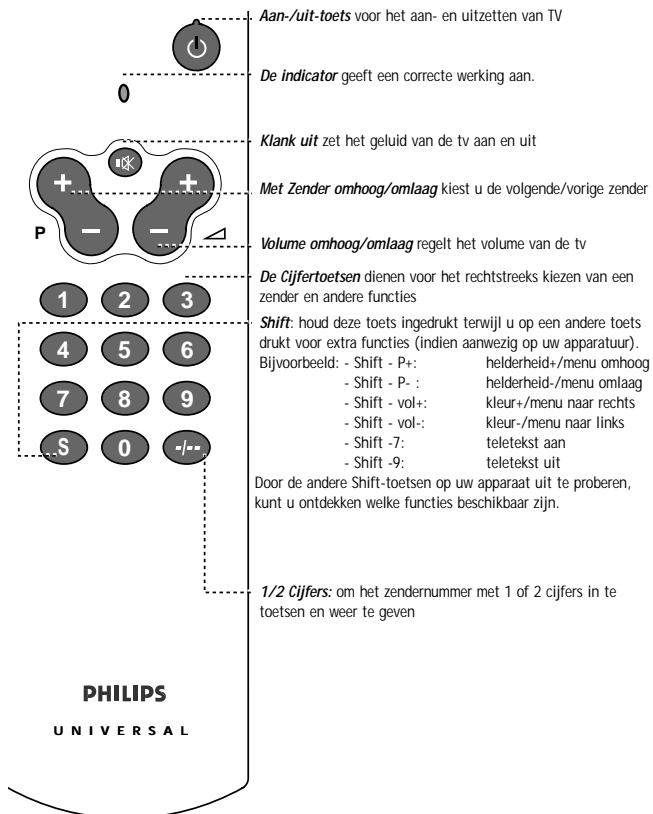 Aan-/uit-toets voor het aan- en uitzetten van TV
De indicator geeft een correcte werking aan.
Klank uit zet het geluid van de tv aan en uit
+ +
Met Zender omhoog/omlaag kiest u de volgende/vorige zender
P - -
Volume omhoog/omlaag regelt het volume van de tv
De Cijfertoetsen dienen voor het rechtstreeks kiezen van een
zender en andere functies
1 2 3
Shift: houd deze toets ingedrukt terwijl u op een andere toets
drukt voor extra functies (indien aanwezig op uw apparatuur).
4 5 6
Bijvoorbeeld: - Shift - P+: helderheid+/menu omhoog
- Shift - P- : helderheid-/menu omlaag
- Shift - vol+: kleur+/menu naar rechts
7 8 9
- Shift - vol-: kleur-/menu naar links
- Shift -7: teletekst aan
S 0 -/--
- Shift -9: teletekst uit
Door de andere Shift-toetsen op uw apparaat uit te proberen,
kunt u ontdekken welke functies beschikbaar zijn.
1/2 Cijfers: om het zendernummer met 1 of 2 cijfers in te
toetsen en weer te geven
PHILIPS
UNIVERSAL